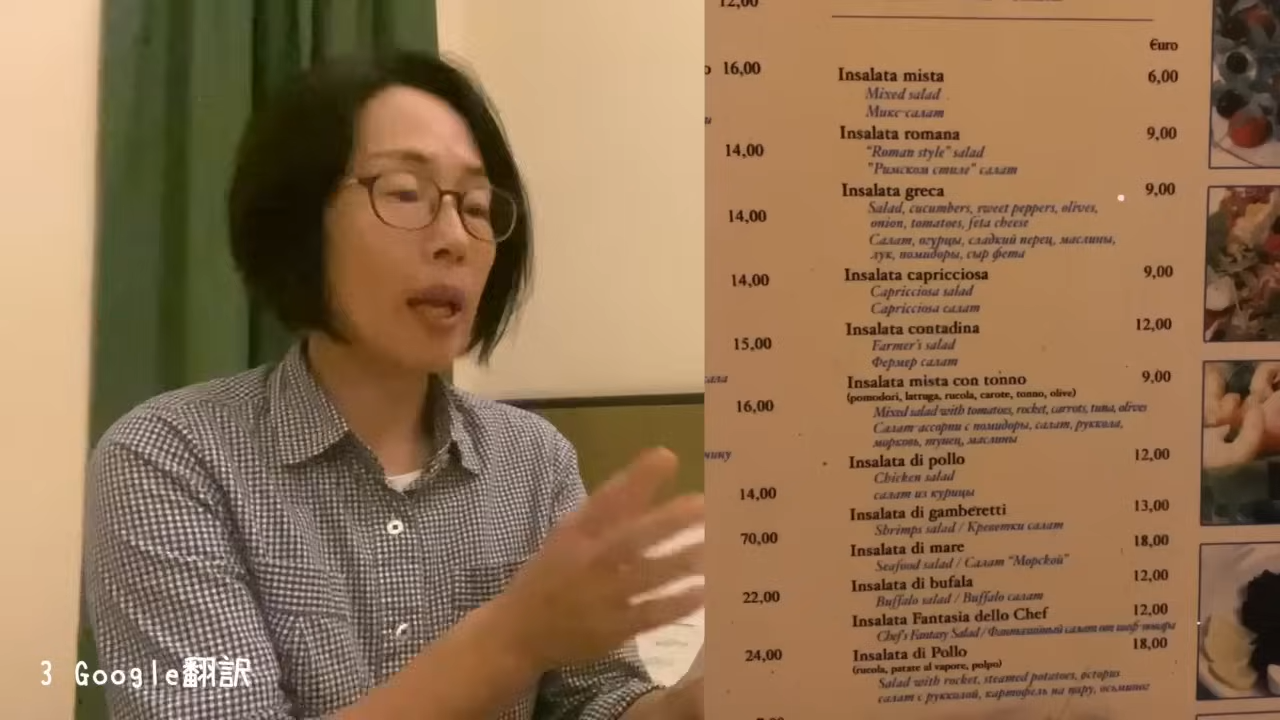 3 Google翻訳
12,00
16,00
14,00
14,00
14,00
15,00
16,00
14,00
70,00
22,00
24,00
€uro
Insalata mista 6,00
Mixed salad
Микс-салат
Insalata romana 9,00
"Roman style" salad
"Римском стиле" салат
Insalata greca 9,00
Salad, cucumbers, sweet peppers, olives,
onion, tomatoes, feta cheese
Салат, огурцы, сладкий перец, маслины,
лук, помидоры, сыр фета
Insalata capricciosa 9,00
Capricciosa salad
Capricciosa салат
Insalata contadina 12,00
Farmer's salad
Фермер салат
Insalata mista con tonno 9,00
(pomodori, lattuga, rucola, carote, tonno, olive)
Mixed salad with tomatoes, rocket, carrots, tuna, olives
Салат-ассорти с помидоры, салат, руккола,
морковь, тунец, маслины
Insalata di pollo 12,00
Chicken salad
салат из курицы
Insalata di gamberetti 13,00
Shrimps salad / Креветки салат
Insalata di mare 18,00
Seafood salad / Салат "Морской"
Insalata di bufala 12,00
Buffalo salad / Buffalo салат
Insalata Fantasia dello Chef 12,00
Chef's Fantasy Salad / салат от шеф-повара
Insalata di Pollo 18,00
(rucola, patate al vapore, polpo)
Salad with rocket, steamed potatoes, octopus
салат с рукколой, картофель на пару, осьминог